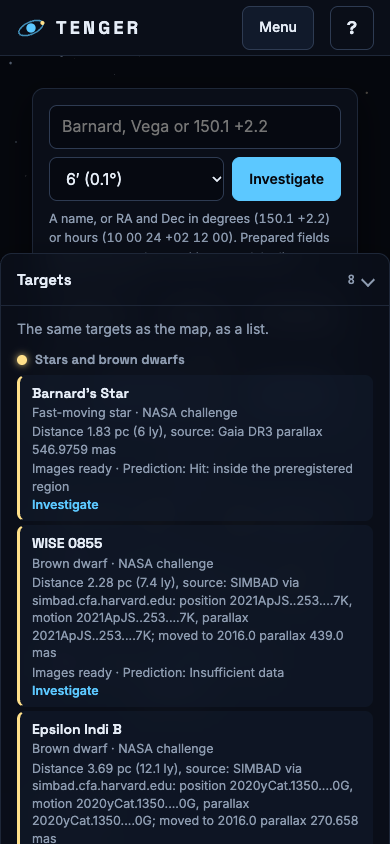 TENGER
Menu
?
Barnard, Vega or 150.1 +2.2
6′ (0.1°)
Investigate
A name, or RA and Dec in degrees (150.1 +2.2)
or hours (10 00 24 +02 12 00). Prepared fields
Targets
8
The same targets as the map, as a list.
Stars and brown dwarfs
Barnard's Star
Fast-moving star · NASA challenge
Distance 1.83 pc (6 ly), source: Gaia DR3 parallax
546.9759 mas
Images ready · Prediction: Hit: inside the preregistered
region
Investigate
WISE 0855
Brown dwarf · NASA challenge
Distance 2.28 pc (7.4 ly), source: SIMBAD via
simbad.cfa.harvard.edu: position 2021ApJS..253....7K,
motion 2021ApJS..253....7K, parallax
2021ApJS..253....7K; moved to 2016.0 parallax 439.0
mas
Images ready · Prediction: Insufficient data
Investigate
Epsilon Indi B
Brown dwarf · NASA challenge
Distance 3.69 pc (12.1 ly), source: SIMBAD via
simbad.cfa.harvard.edu: position 2020yCat.1350....0G,
motion 2020yCat.1350....0G, parallax
2020yCat.1350....0G; moved to 2016.0 parallax 270.658
mas